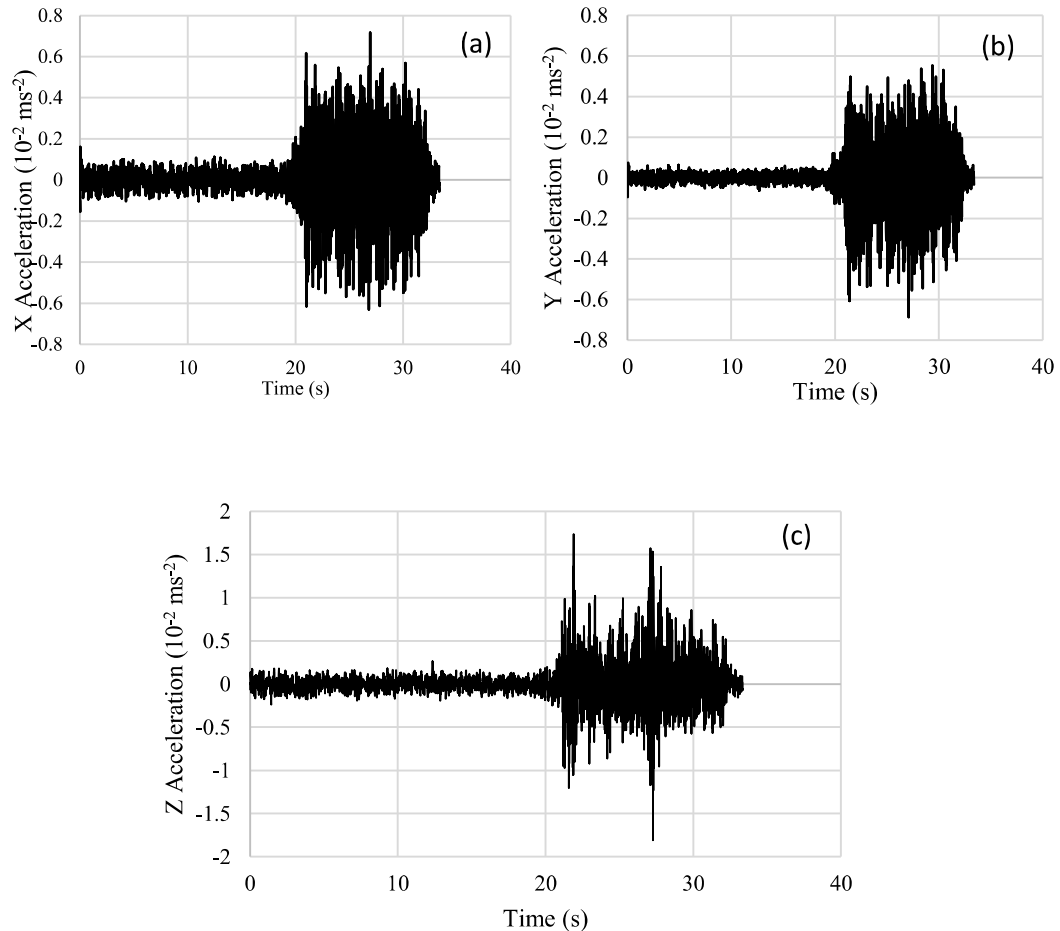 0.8
0.6
0.4
0.2
0
0.2
0.4
0.6
-0.8
X Acceleration (10-2 ms-2)
0 10 20 30 40
Time (s)
(a)
0.8
0.6
0.4
0.2
0
-0.2
-0.4
-0.6
0.8
Y Acceleration (10-2 ms-2)
0 10 20 30 40
Time (s)
(b)
2
1.5
1
0.5
0
-0.5
-1
-1.5
-2
Z Acceleration (10-2 ms-2)
0 10 20 30 40
Time (s)
(c)